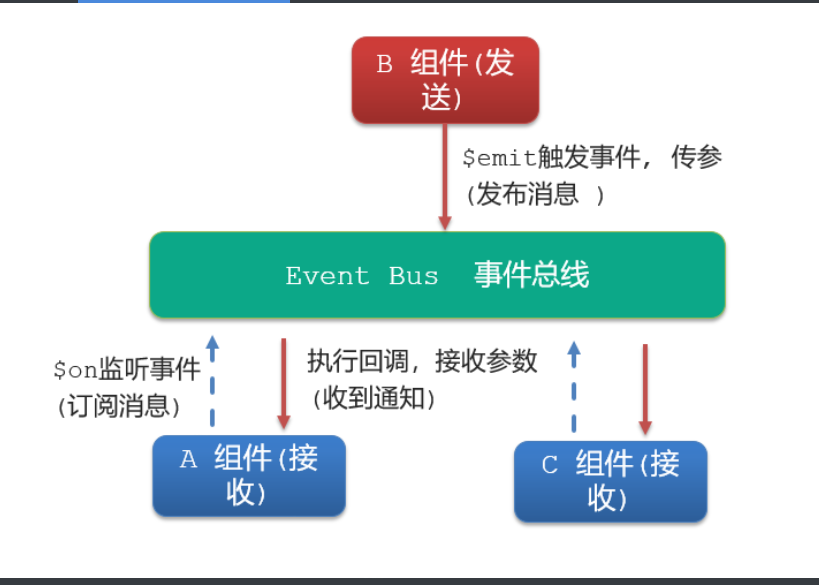 B 组件(发
送)
$emit触发事件, 传参
(发布消息 )
Event Bus 事件总线
$on监听事件
(订阅消息)
执行回调, 接收参数
(收到通知)
A 组件(接
收)
C 组件(接
收)